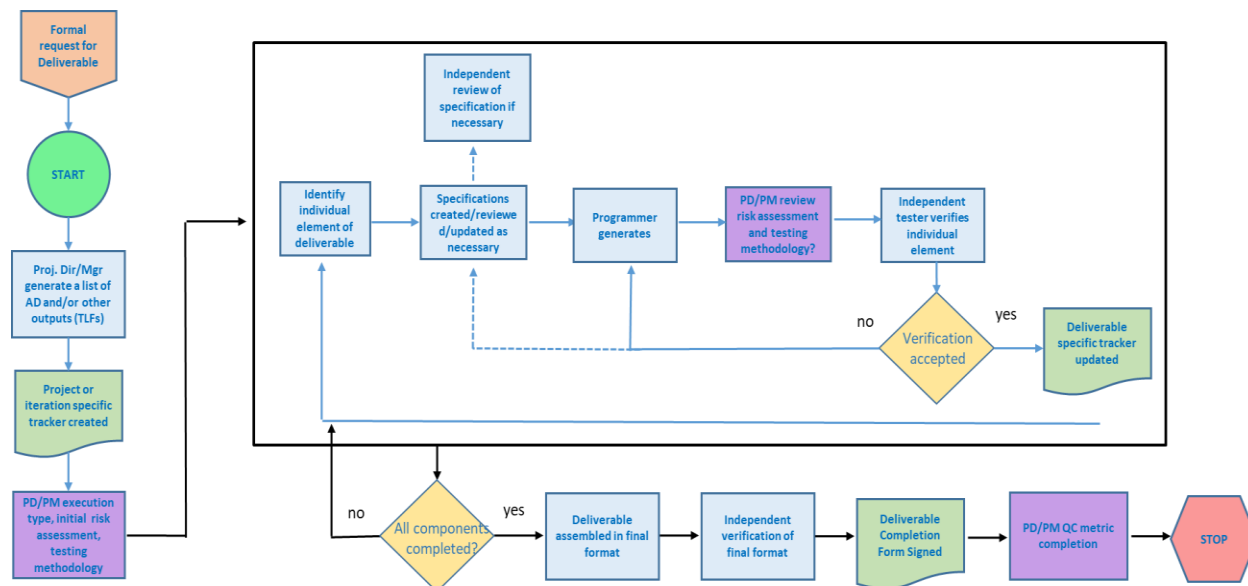 Formal
request for
Deliverable
START
Proj. Dir/Mgr
generate a list of
AD and/or other
outputs (TLFs)
Project or
iteration specific
tracker created
PD/PM execution
type, initial risk
assessment,
testing
methodology
Independent
review of
specification if
necessary
Identify
individual
element of
deliverable
Specifications
created/reviewe
d/updated as
necessary
Programmer
generates
PD/PM review
risk assessment
and testing
methodology?
Independent
tester verifies
individual
element
no
Verification
accepted
yes
Deliverable
specific tracker
updated
no
All components
completed?
yes
Deliverable
assembled in final
format
Independent
verification of
final format
Deliverable
Completion
Form Signed
PD/PM QC metric
completion
STOP